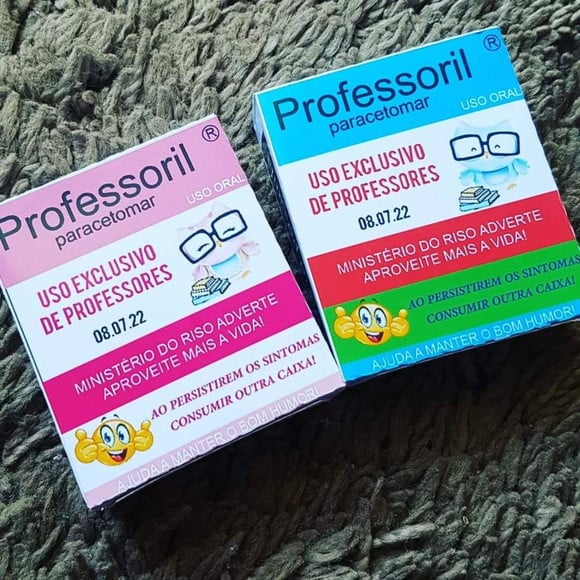 Professoril ®
paracetomar
USO ORAL
USO EXCLUSIVO
DE PROFESSORES
08.07.22
MINISTÉRIO DO RISO ADVERTE
APROVEITE MAIS A VIDA!
AO PERSISTIREM OS SINTOMAS
CONSUMIR OUTRA CAIXA!
AJUDA A MANTER O BOM HUMOR!
Professoril ®
paracetomar
USO ORAL
USO EXCLUSIVO
DE PROFESSORES
08.07.22
MINISTÉRIO DO RISO ADVERTE
APROVEITE MAIS A VIDA!
AO PERSISTIREM OS SINTOMAS
CONSUMIR OUTRA CAIXA!
AJUDA A MANTER O BOM HUMOR!